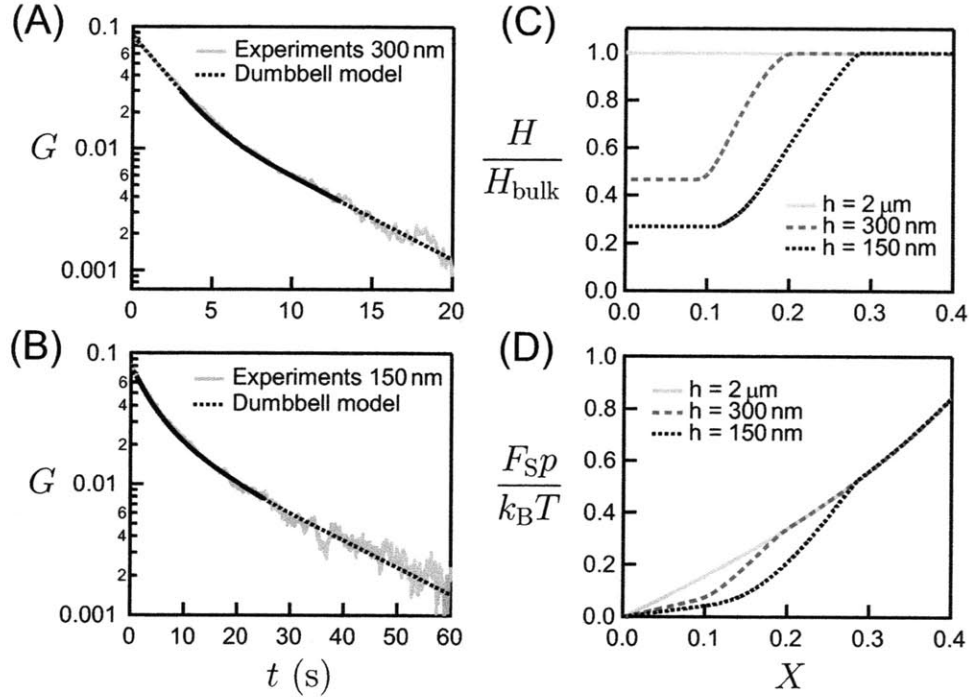 (A)
0.1
6
4
2
0.01
6
4
2
0.001
G
Experiments 300 nm
Dumbbell model
0
5
10
15
20
(B)
0.1
6
4
2
0.01
6
4
2
0.001
G
Experiments 150 nm
Dumbbell model
0
10
20
30
40
50
60
t (s)
(C)
1.0
0.8
0.6
0.4
0.2
0.0
H
H_bulk
h = 2 μm
h = 300 nm
h = 150 nm
0.0
0.1
0.2
0.3
0.4
(D)
1.0
0.8
0.6
0.4
0.2
0.0
F_S p
k_B T
h = 2 μm
h = 300 nm
h = 150 nm
0.0
0.1
0.2
0.3
0.4
X